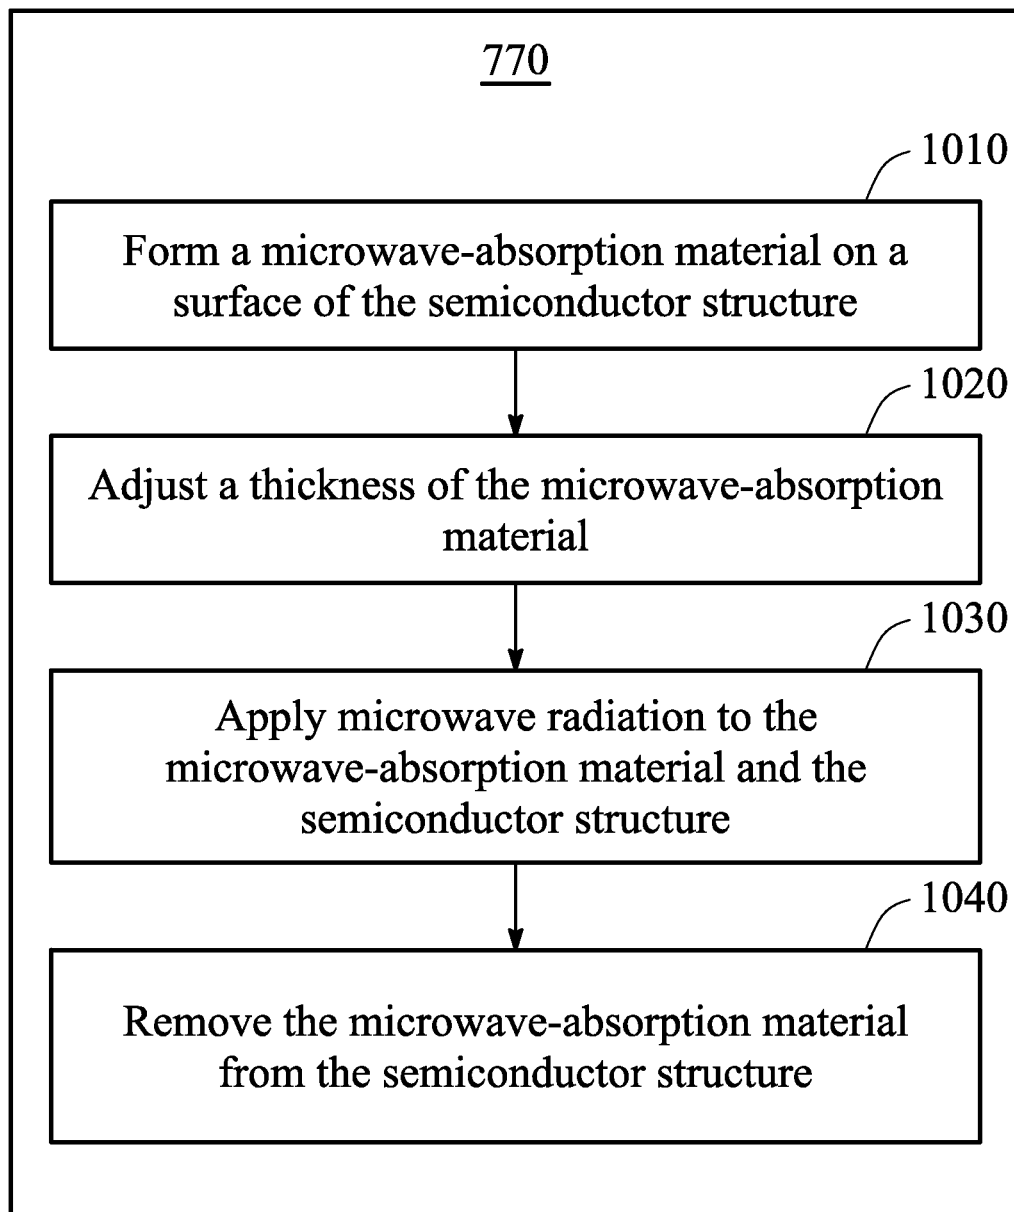 770
1010
Form a microwave-absorption material on a
surface of the semiconductor structure
1020
Adjust a thickness of the microwave-absorption
material
1030
Apply microwave radiation to the
microwave-absorption material and the
semiconductor structure
1040
Remove the microwave-absorption material
from the semiconductor structure